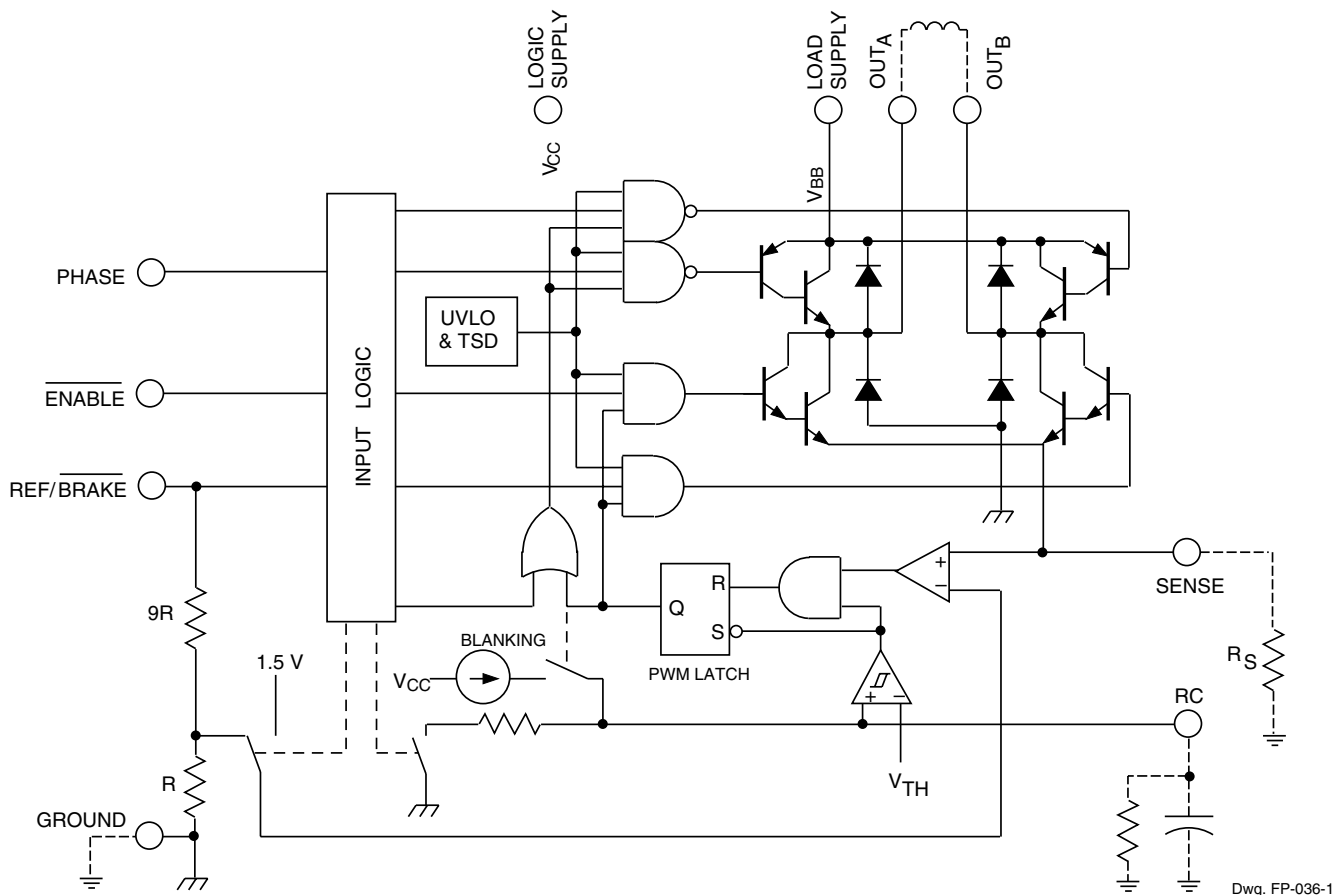 LOGIC
SUPPLY
LOAD
SUPPLY
OUTA
OUTB
VCC
VBB
PHASE
UVLO
& TSD
ENABLE
INPUT LOGIC
REF/BRAKE
9R
1.5 V
BLANKING
VCC
Q
R
S
PWM LATCH
+
−
SENSE
RS
RC
+
−
VTH
R
GROUND
Dwg. FP-036-1